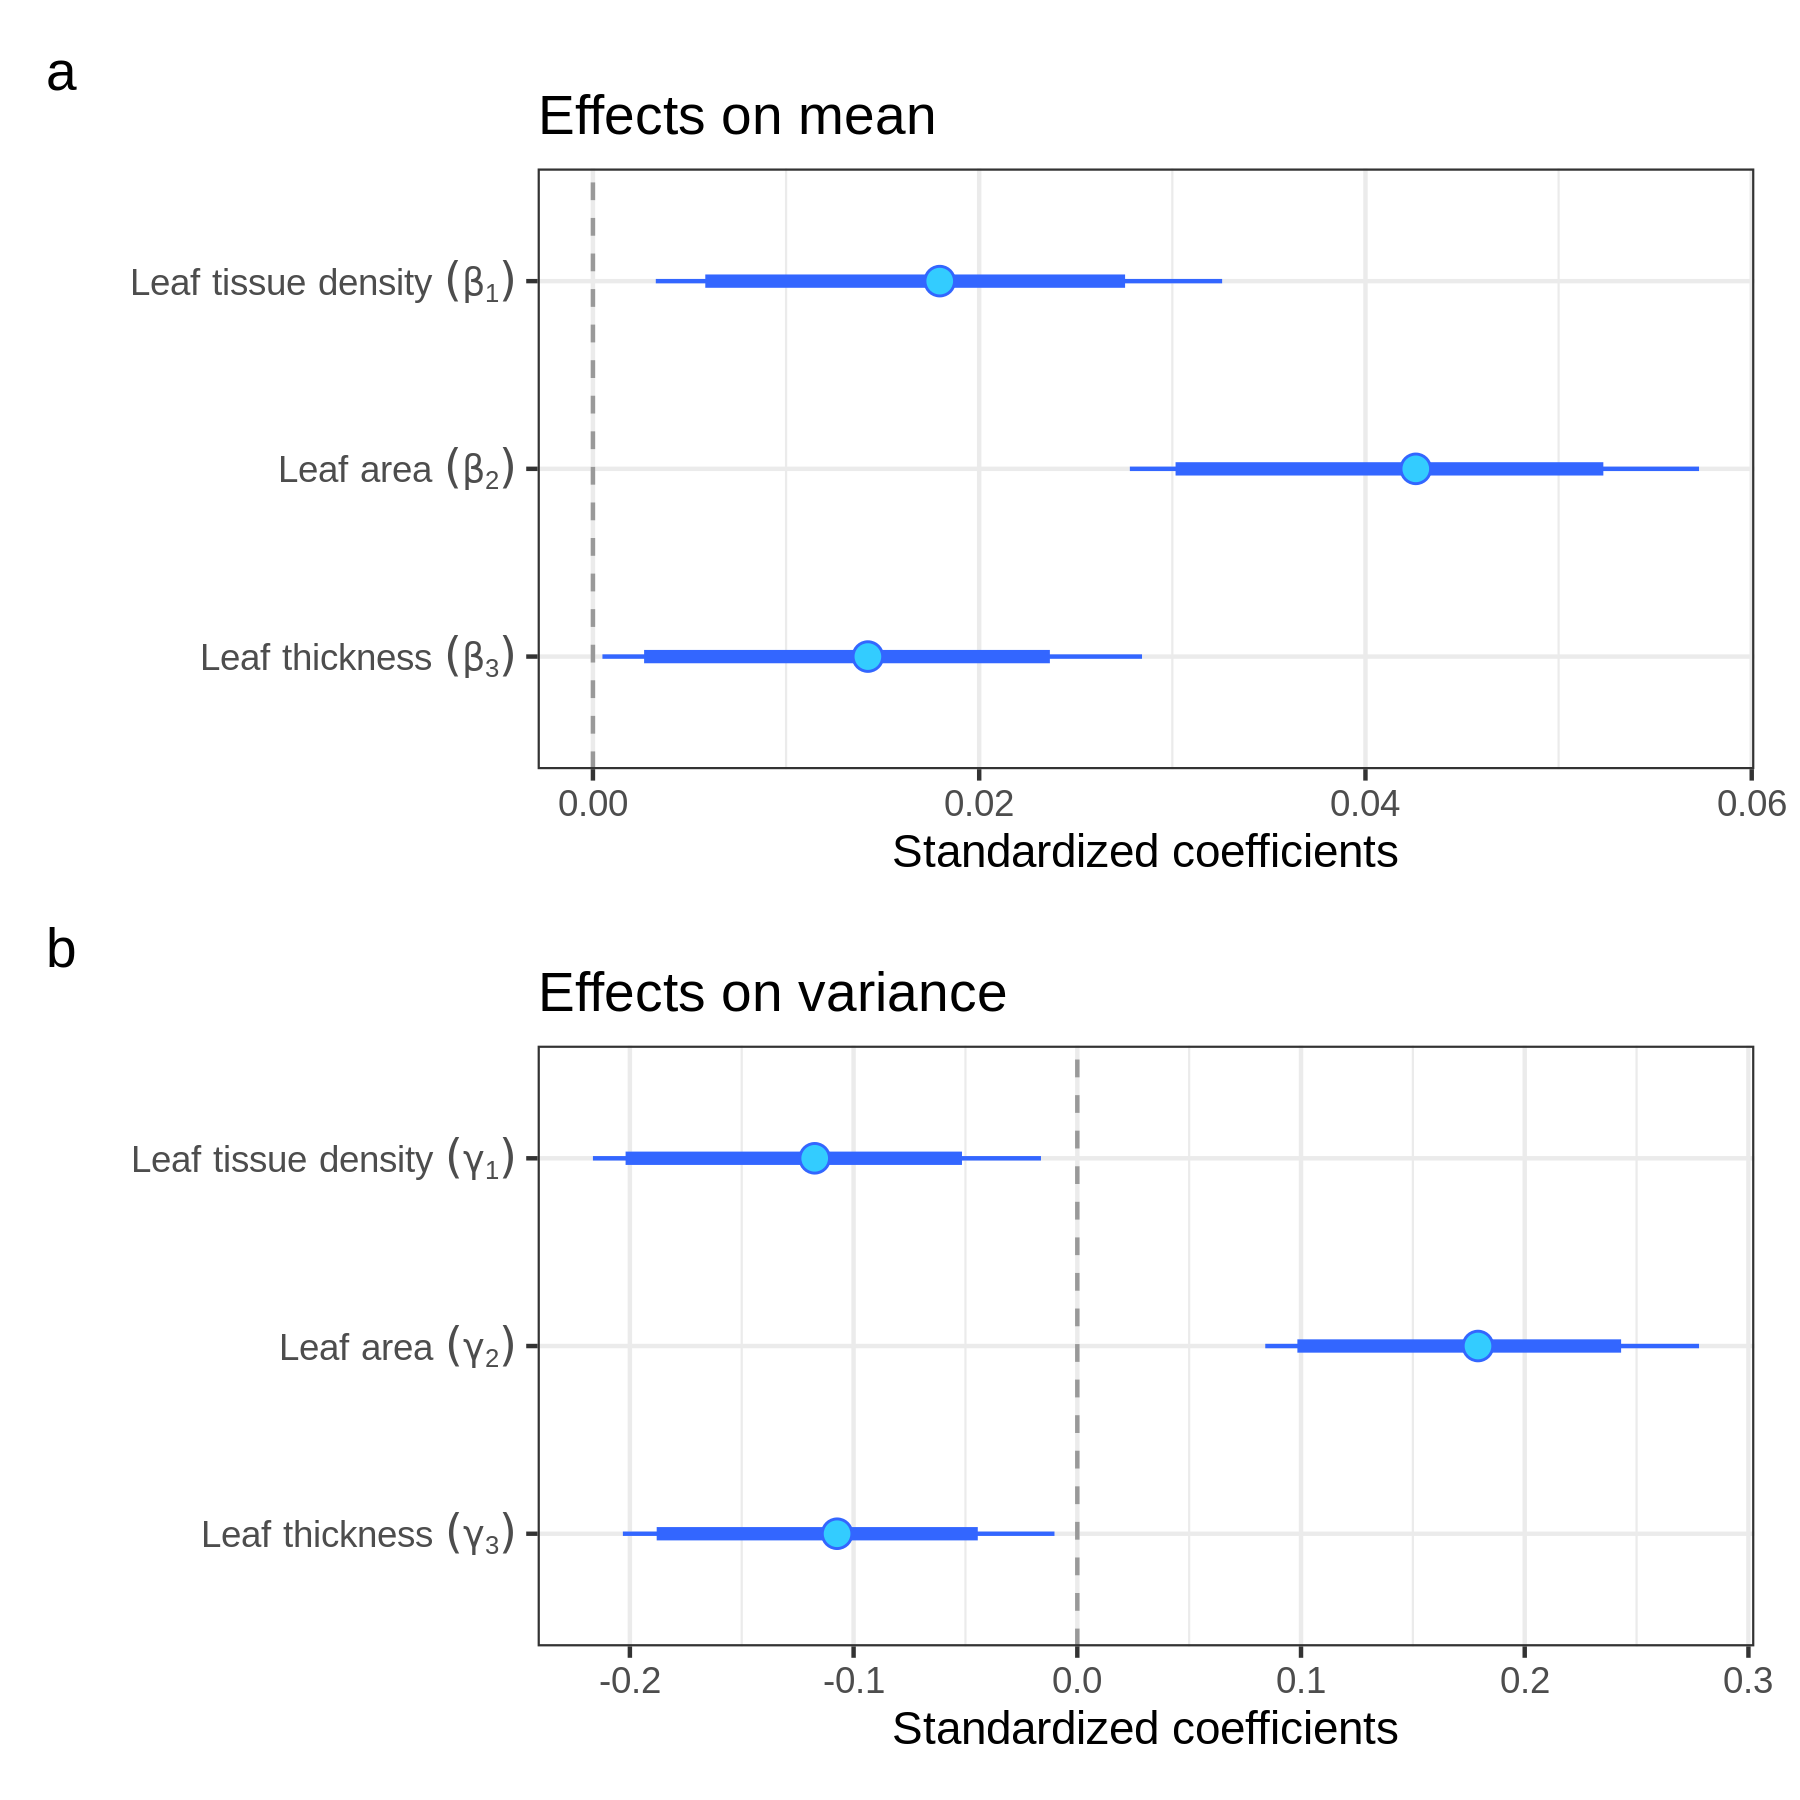 a
Effects on mean
Leaf tissue density (β₁)
Leaf area (β₂)
Leaf thickness (β₃)
0.00 0.02 0.04 0.06
Standardized coefficients
b
Effects on variance
Leaf tissue density (γ₁)
Leaf area (γ₂)
Leaf thickness (γ₃)
-0.2 -0.1 0.0 0.1 0.2 0.3
Standardized coefficients